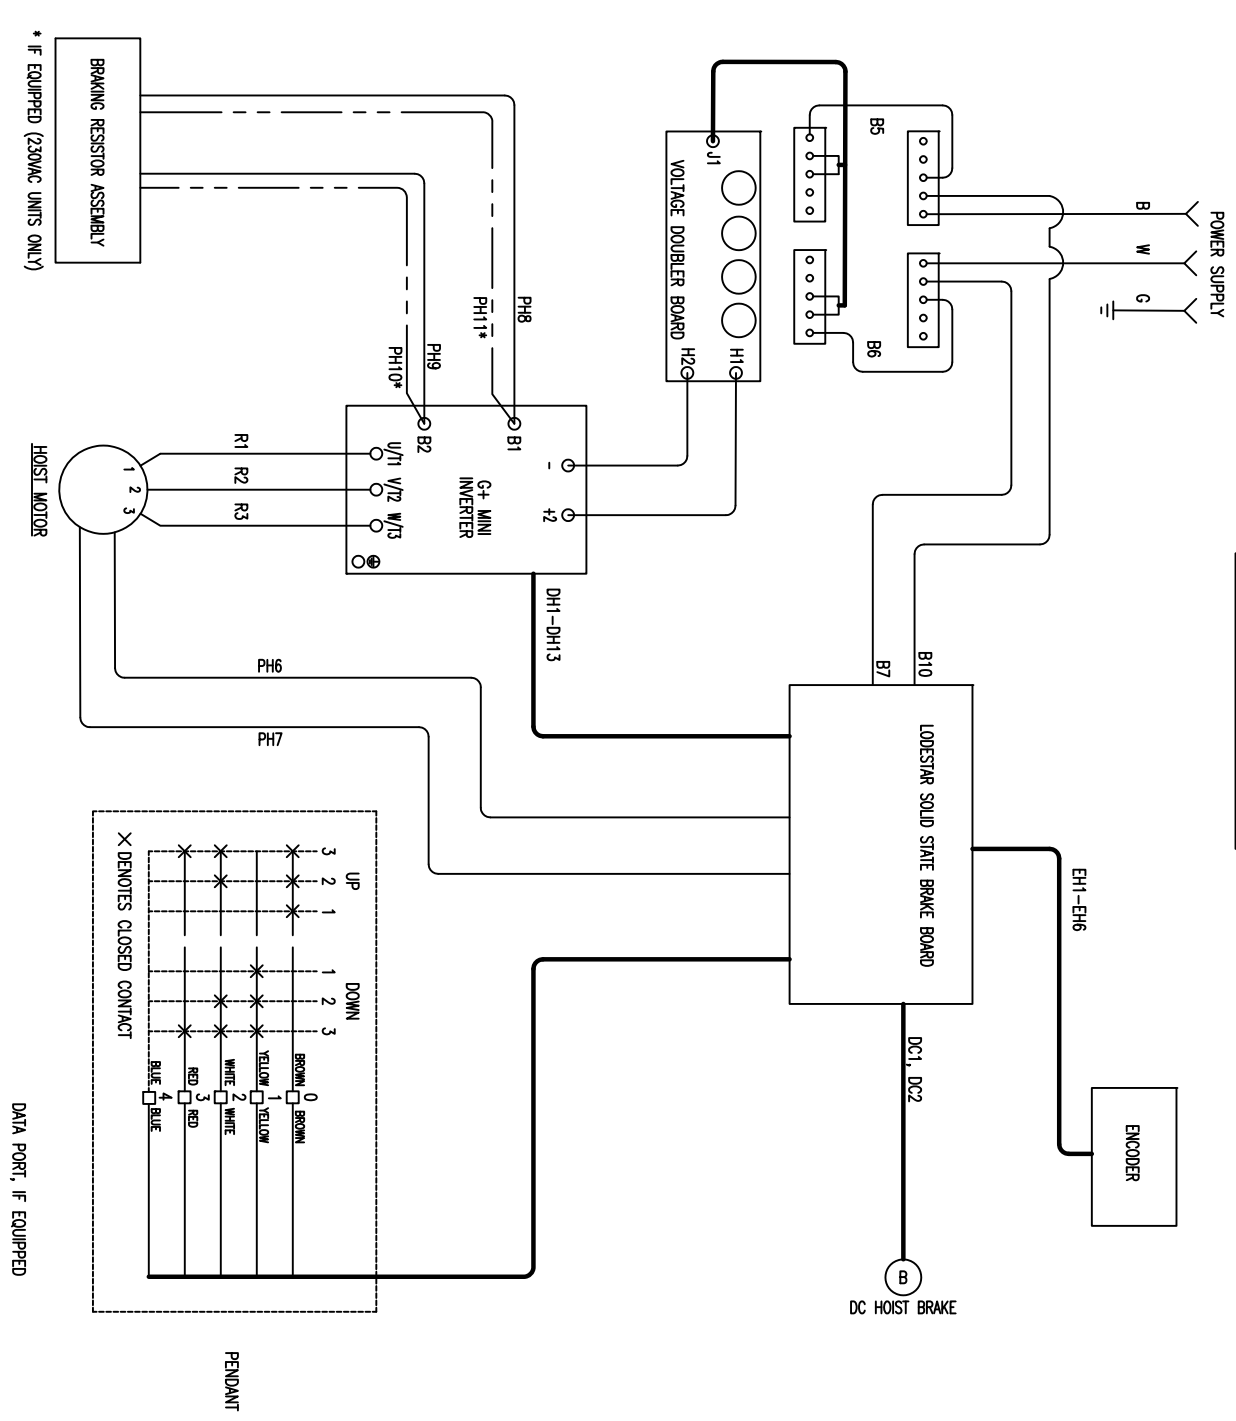 POWER SUPPLY
B
W
G
B5
B6
J1
VOLTAGE DOUBLER BOARD
H1
H2
BRAKING RESISTOR ASSEMBLY
* IF EQUIPPED (230VAC UNITS ONLY)
PH8
PH11*
PH9
PH10*
B1
B2
-
+2
G+ MINI
INVERTER
U/T1
V/T2
W/T3
R1
R2
R3
1
2
3
HOIST MOTOR
DH1-DH13
PH6
PH7
B10
B7
LODESTAR SOLID STATE BRAKE BOARD
EH1-EH6
ENCODER
DC1, DC2
B
DC HOIST BRAKE
UP
3
2
1
DOWN
1
2
3
BROWN 0 BROWN
YELLOW 1 YELLOW
WHITE 2 WHITE
RED 3 RED
BLUE 4 BLUE
X DENOTES CLOSED CONTACT
PENDANT
DATA PORT, IF EQUIPPED